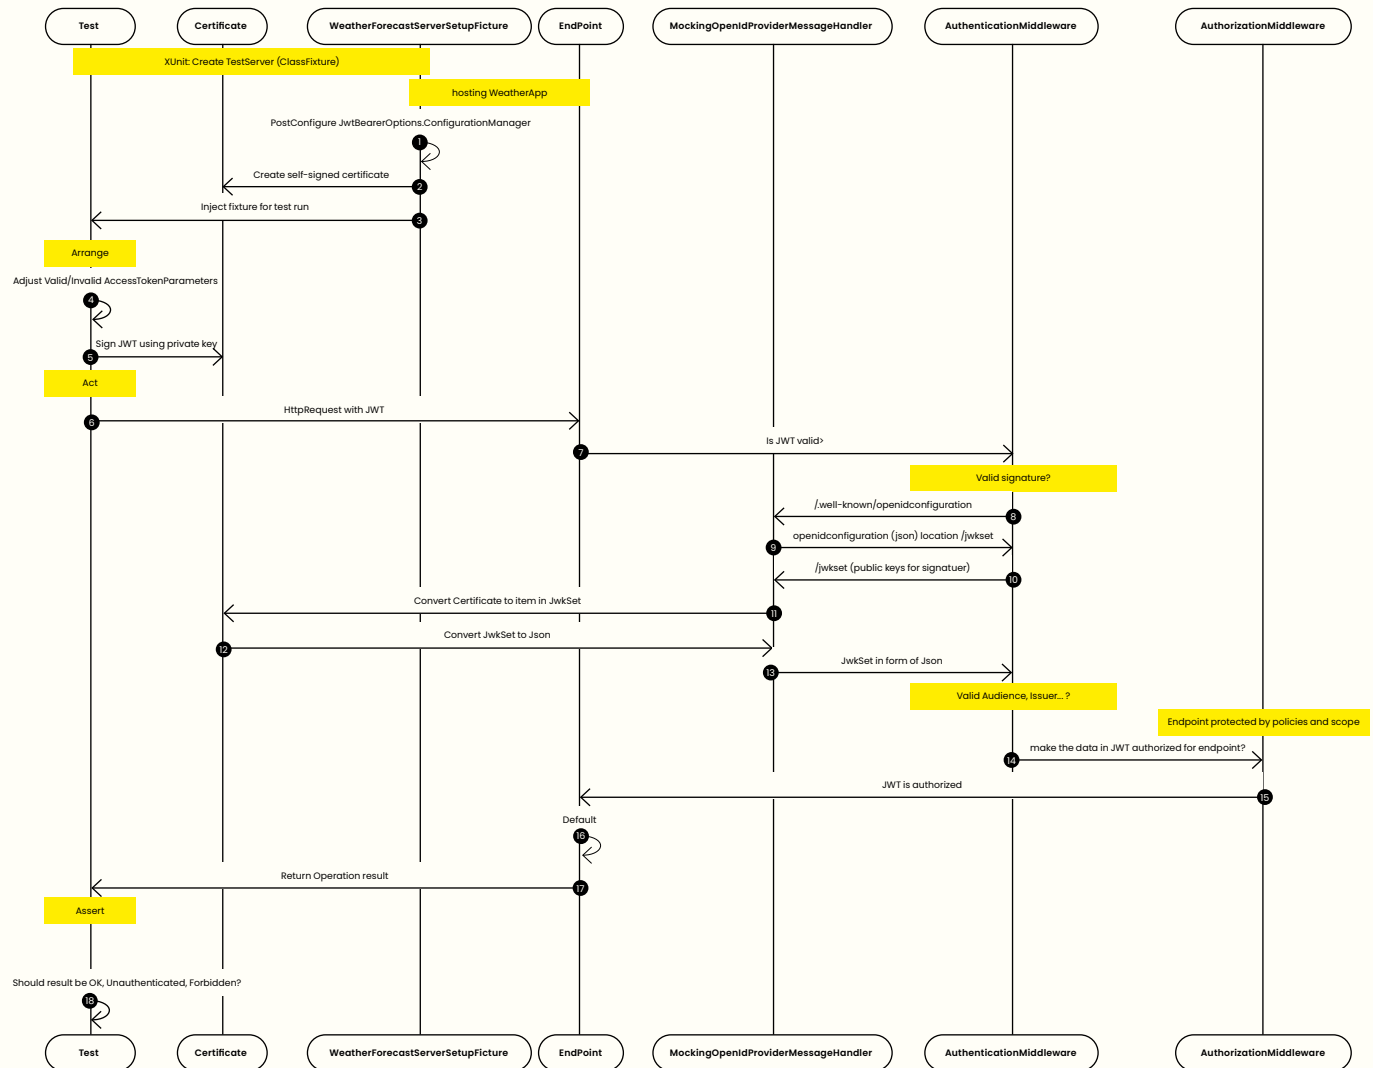 Test
Certificate
WeatherForecastServerSetupFicture
EndPoint
MockingOpenIdProviderMessageHandler
AuthenticationMiddleware
AuthorizationMiddleware
XUnit: Create TestServer (ClassFixture)
hosting WeatherApp
PostConfigure JwtBearerOptions.ConfigurationManager
1
Create self-signed certificate
2
Inject fixture for test run
3
Arrange
Adjust Valid/Invalid AccessTokenParameters
4
Sign JWT using private key
5
Act
HttpRequest with JWT
6
Is JWT valid>
7
Valid signature?
/.well-known/openidconfiguration
8
openidconfiguration (json) location /jwkset
9
/jwkset (public keys for signatuer)
10
Convert Certificate to item in JwkSet
11
Convert JwkSet to Json
12
JwkSet in form of Json
13
Valid Audience, Issuer... ?
Endpoint protected by policies and scope
make the data in JWT authorized for endpoint?
14
JWT is authorized
15
Default
16
Return Operation result
17
Assert
Should result be OK, Unauthenticated, Forbidden?
18
Test
Certificate
WeatherForecastServerSetupFicture
EndPoint
MockingOpenIdProviderMessageHandler
AuthenticationMiddleware
AuthorizationMiddleware